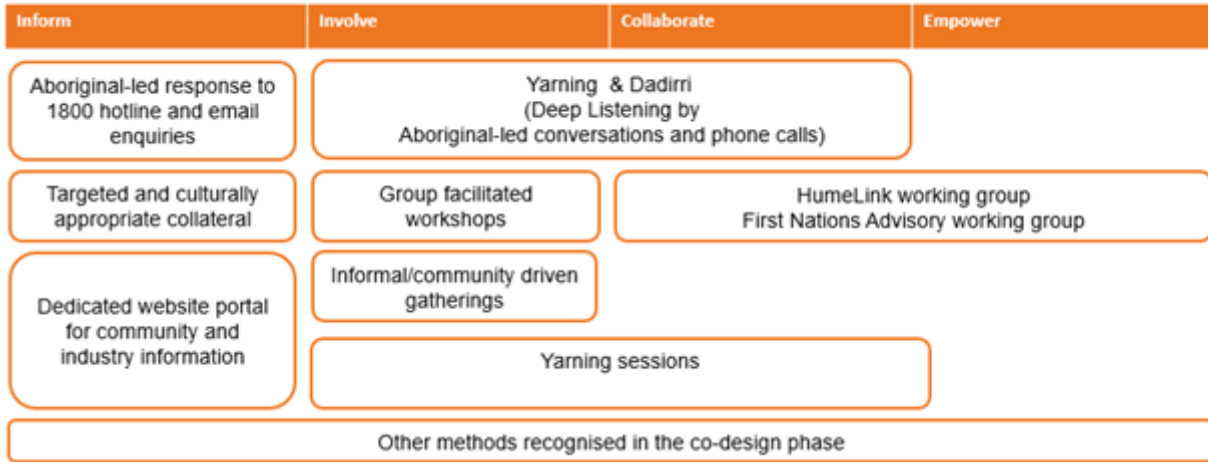 Inform
Involve
Collaborate
Empower
Aboriginal-led response to
1800 hotline and email
enquiries
Yarning & Dadirri
(Deep Listening by
Aboriginal-led conversations and phone calls)
Targeted and culturally
appropriate collateral
Group facilitated
workshops
HumeLink working group
First Nations Advisory working group
Dedicated website portal
for community and
industry information
Informal/community driven
gatherings
Yarning sessions
Other methods recognised in the co-design phase